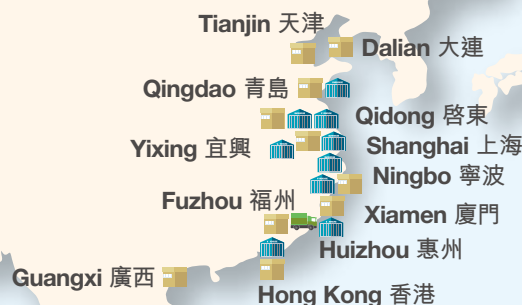 Tianjin 天津
Dalian 大連
Qingdao 青島
Qidong 啓東
Yixing 宜興
Shanghai 上海
Ningbo 寧波
Fuzhou 福州
Xiamen 廈門
Huizhou 惠州
Guangxi 廣西
Hong Kong 香港